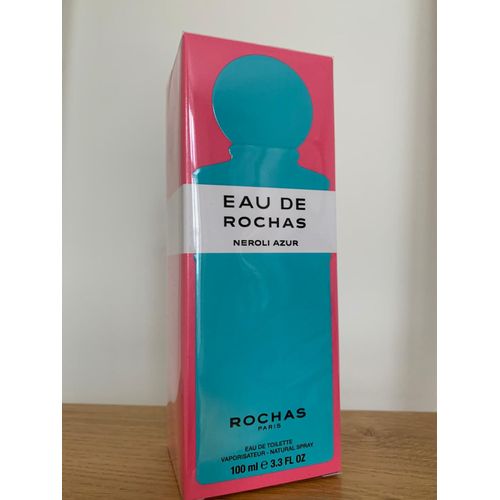 EAU DE
ROCHAS
NEROLI AZUR
ROCHAS
PARIS
EAU DE TOILETTE
VAPORISATEUR - NATURAL SPRAY
100 ml ℮ 3.3 FL OZ